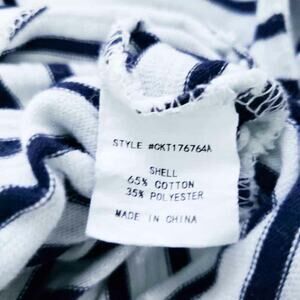 STYLE #CKT176764A
SHELL
65% COTTON
35% POLYESTER
MADE IN CHINA